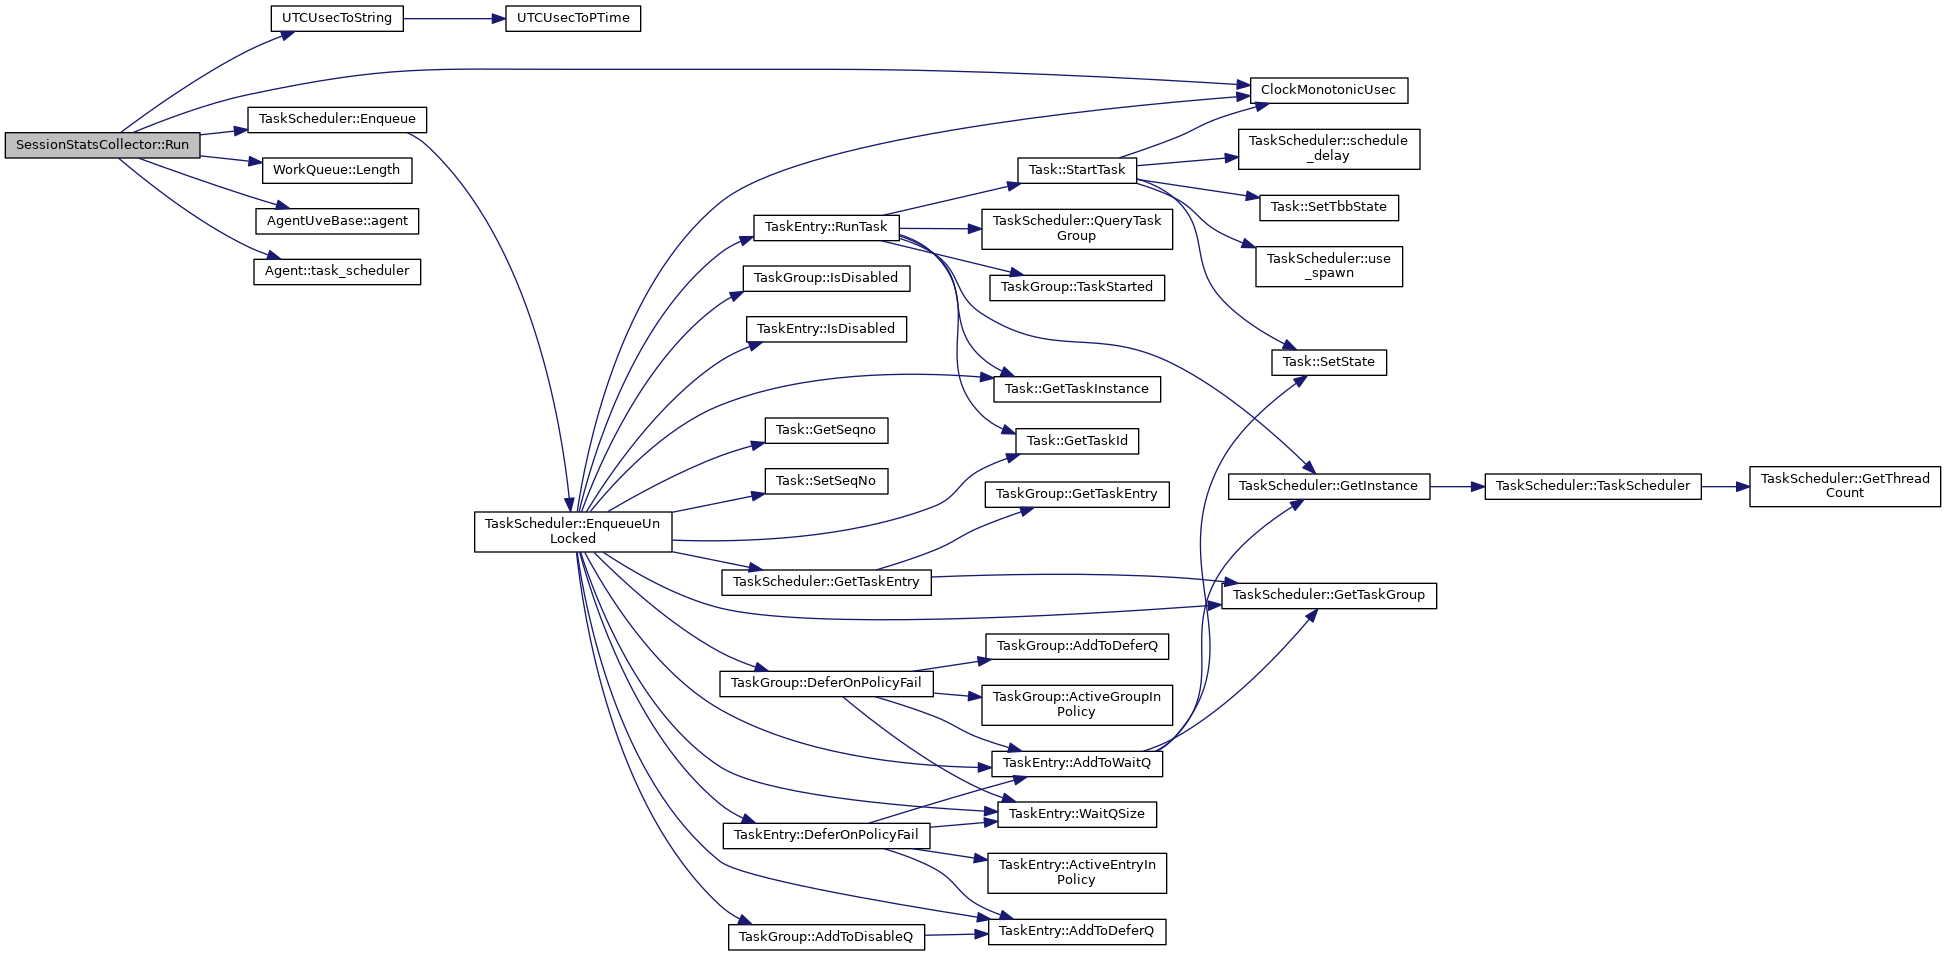 UTCUsecToString
UTCUsecToPTime
ClockMonotonicUsec
TaskScheduler::Enqueue
SessionStatsCollector::Run
TaskScheduler::schedule
_delay
WorkQueue::Length
Task::StartTask
Task::SetTbbState
AgentUveBase::agent
TaskEntry::RunTask
TaskScheduler::QueryTask
Group
TaskScheduler::use
_spawn
Agent::task_scheduler
TaskGroup::IsDisabled
TaskGroup::TaskStarted
TaskEntry::IsDisabled
Task::SetState
Task::GetTaskInstance
Task::GetSeqno
Task::GetTaskId
Task::SetSeqNo
TaskGroup::GetTaskEntry
TaskScheduler::GetInstance
TaskScheduler::TaskScheduler
TaskScheduler::GetThread
Count
TaskScheduler::EnqueueUn
Locked
TaskScheduler::GetTaskEntry
TaskScheduler::GetTaskGroup
TaskGroup::AddToDeferQ
TaskGroup::DeferOnPolicyFail
TaskGroup::ActiveGroupIn
Policy
TaskEntry::AddToWaitQ
TaskEntry::WaitQSize
TaskEntry::DeferOnPolicyFail
TaskEntry::ActiveEntryIn
Policy
TaskGroup::AddToDisableQ
TaskEntry::AddToDeferQ